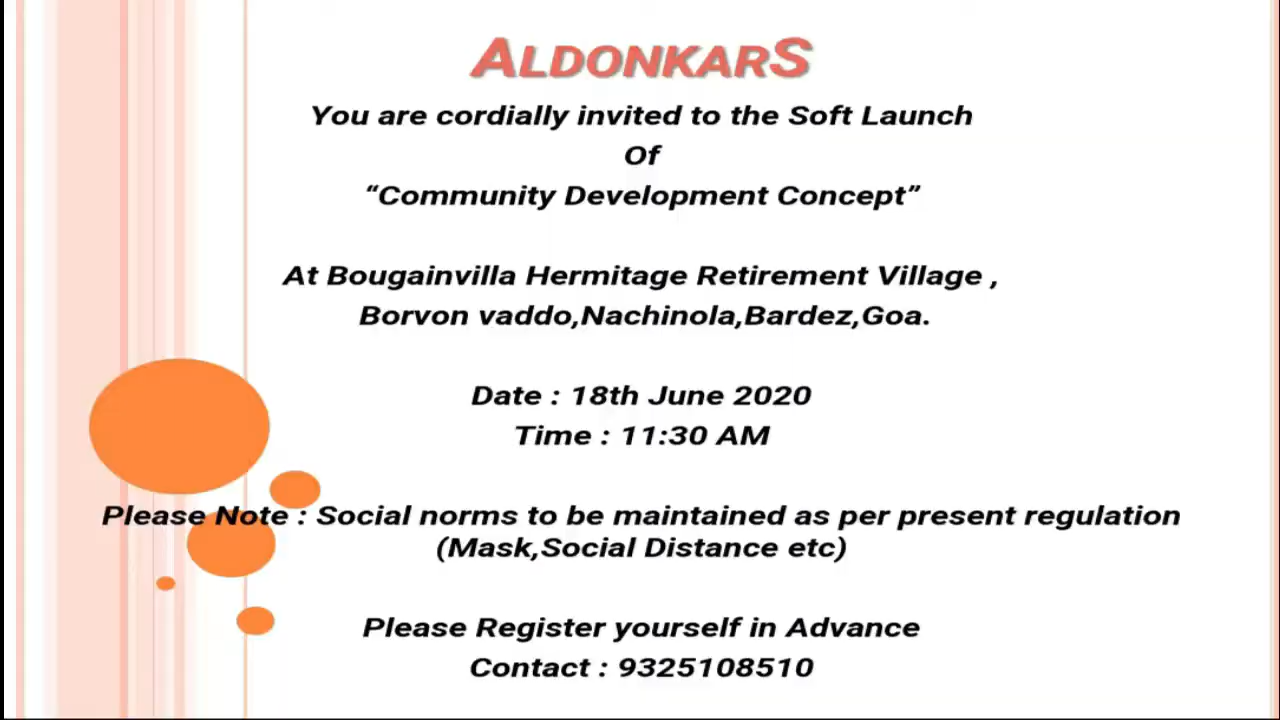 ALDONKARS
You are cordially invited to the Soft Launch
Of
“Community Development Concept”
At Bougainvilla Hermitage Retirement Village ,
Borvon vaddo,Nachinola,Bardez,Goa.
Date : 18th June 2020
Time : 11:30 AM
Please Note : Social norms to be maintained as per present regulation
(Mask,Social Distance etc)
Please Register yourself in Advance
Contact : 9325108510